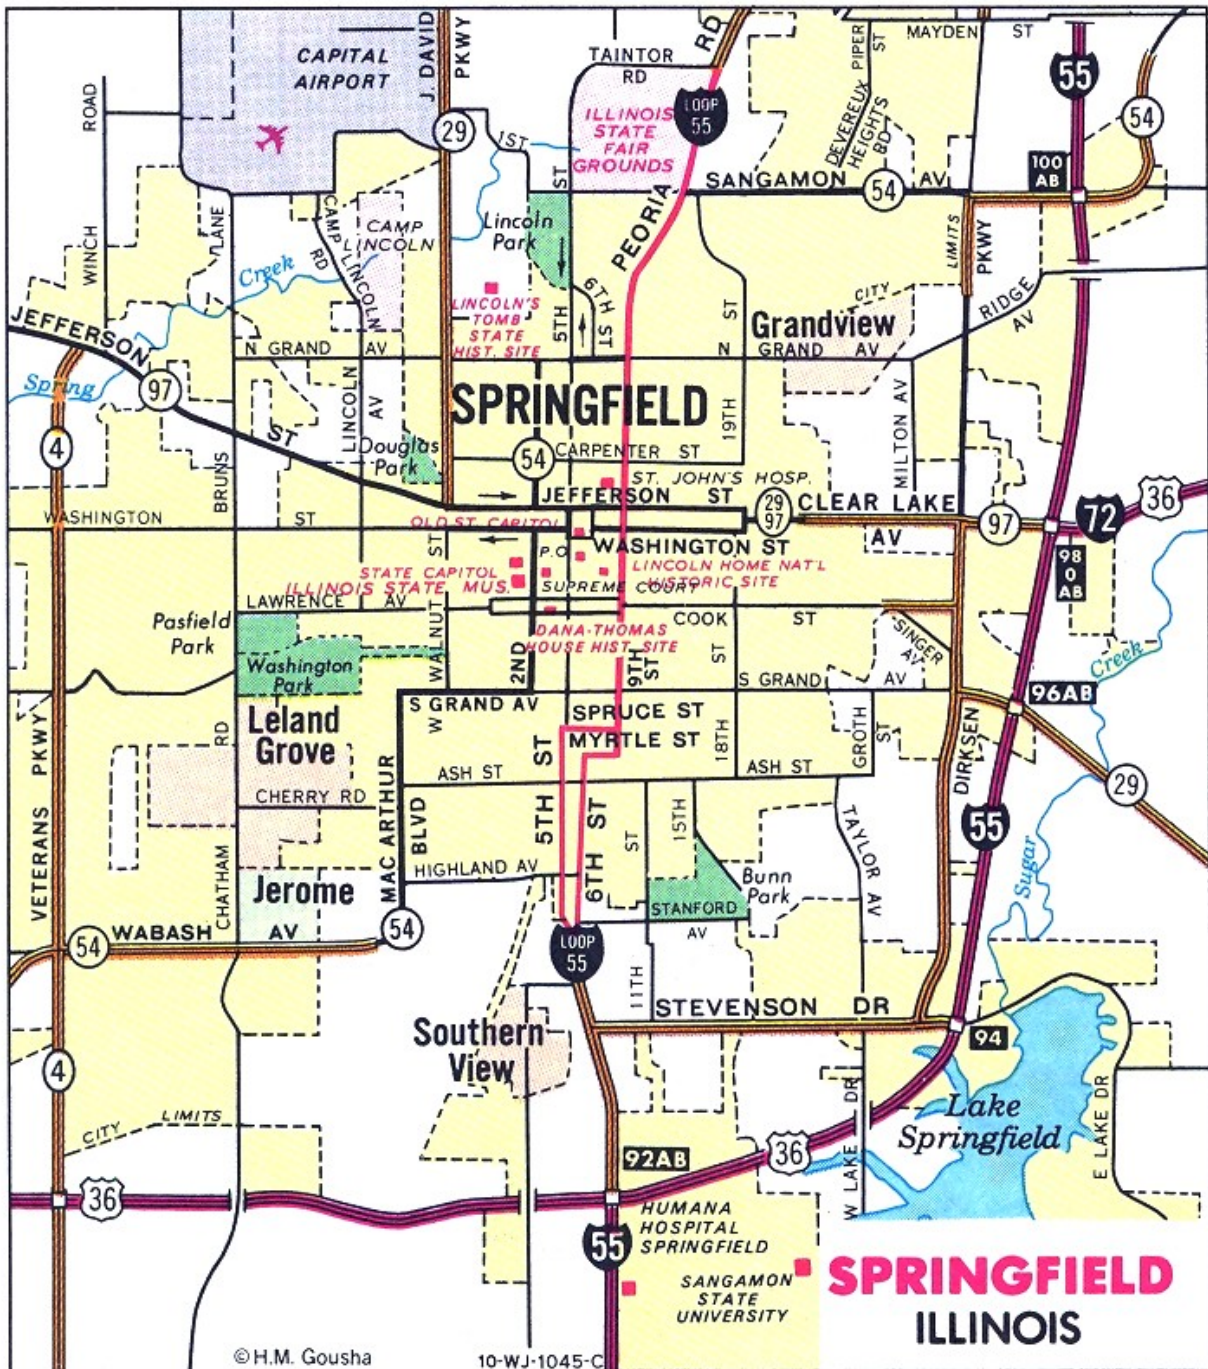 CAPITAL
AIRPORT
J. DAVID
PKWY
29
1ST
TAINTOR
RD
RD
LOOP
55
ILLINOIS
STATE
FAIR
GROUNDS
ST
MAYDEN ST
PIPER
ST
DEVEREUX
HEIGHTS
BD
55
54
100
AB
SANGAMON 54 AV
WINCH ROAD
LANE
CAMP LINCOLN
RD
CAMP
LINCOLN
Lincoln
Park
PEORIA
LIMITS
PKWY
Creek
LINCOLN'S
TOMB
STATE
HIST. SITE
5TH
6TH
ST
ST
CITY
RIDGE
AV
Grandview
JEFFERSON
N GRAND AV
N GRAND AV
Spring
97
4
SPRINGFIELD
LINCOLN
AV
19TH
MILTON AV
ST
Douglas
Park
54
CARPENTER ST
BRUNS
ST. JOHN'S HOSP.
JEFFERSON ST
29
97
CLEAR LAKE
AV
97
72
36
WASHINGTON ST
OLD ST. CAPITOL
ST
P.O.
WASHINGTON ST
98
0
AB
STATE CAPITOL
ILLINOIS STATE MUS.
SUPREME COURT
LINCOLN HOME NAT'L
HISTORIC SITE
LAWRENCE AV
COOK ST
Pasfield
Park
Washington
Park
W WALNUT
2ND
DANA-THOMAS
HOUSE HIST. SITE
9TH
ST
ST
SINGER
AV
Creek
S GRAND AV
S GRAND AV
96AB
Leland
Grove
SPRUCE ST
MYRTLE ST
18TH
GROTH
ST
DIRKSEN
RD
PKWY
ST
ASH ST
ASH ST
29
CHERRY RD
MAC ARTHUR
BLVD
5TH
6TH ST
ST
15TH
TAYLOR AV
55
Sugar
VETERANS
HIGHLAND AV
CHATHAM
Jerome
Bunn
Park
STANFORD
AV
54
WABASH AV
54
LOOP
55
11TH
STEVENSON DR
94
Southern
View
4
Lake
Springfield
W LAKE DR
E LAKE DR
CITY LIMITS
92AB
36
36
55
HUMANA
HOSPITAL
SPRINGFIELD
SANGAMON
STATE
UNIVERSITY
SPRINGFIELD
ILLINOIS
© H.M. Gousha
10-WJ-1045-C